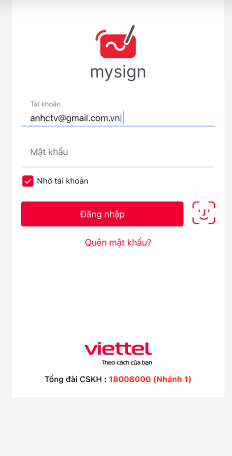 mysign
Tài khoản
anhctv@gmail.com.vn
Mật khẩu
Nhớ tài khoản
Đăng nhập
Quên mật khẩu?
viettel
Theo cách của bạn
Tổng đài CSKH : 18008000 (Nhánh 1)